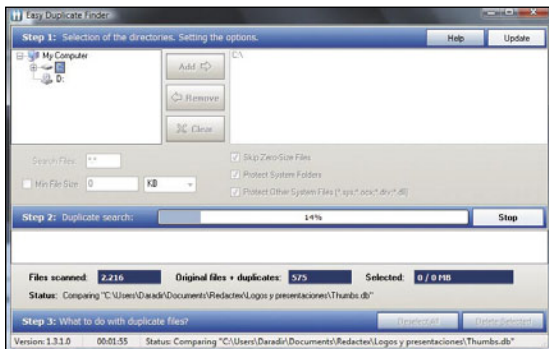 Easy Duplicate Finder
Step 1: Selection of the directories. Setting the options.
Help
Update
My Computer
C:
D:
C:\
Add
Remove
Clear
Search Files *.*
Min File Size 0 KB
Skip Zero-Size Files
Protect System Folders
Protect Other System Files (*.sys;*.ocx;*.drv;*.dll)
Step 2: Duplicate search:
14%
Stop
Files scanned: 2.216
Original files + duplicates: 575
Selected: 0 / 0 MB
Status: Comparing "C:\Users\Daradir\Documents\Redactex\Logos y presentaciones\Thumbs.db"
Step 3: What to do with duplicate files?
Deselect All
Delete Selected
Version: 1.3.1.0
00:01:55
Status: Comparing "C:\Users\Daradir\Documents\Redactex\Logos y presentaciones\Thumbs.db"